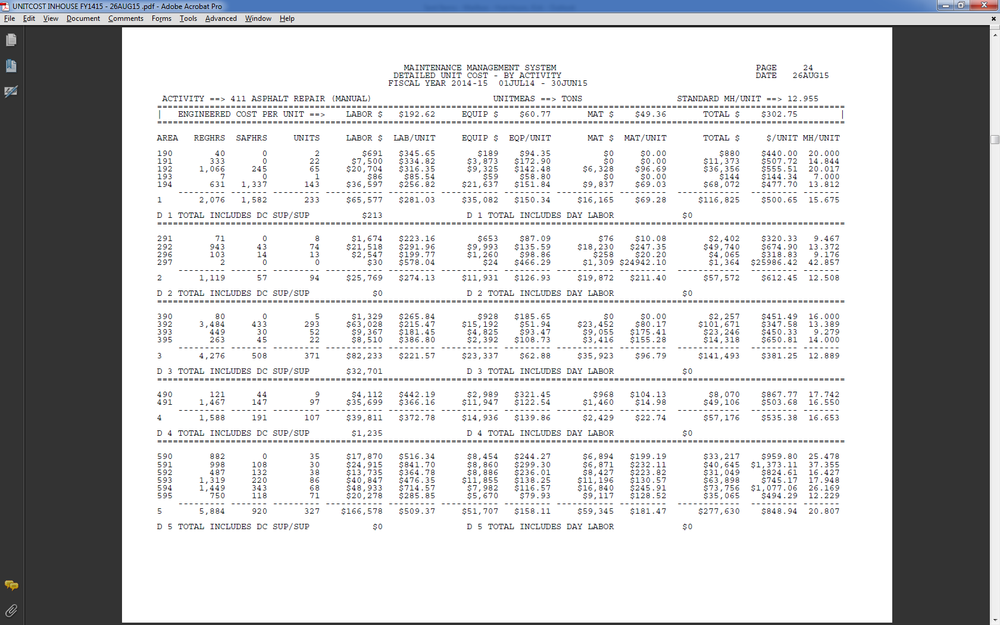 UNITCOST INHOUSE FY1415 - 26AUG15 .pdf - Adobe Acrobat Pro
File Edit View Document Comments Forms Tools Advanced Window Help
MAINTENANCE MANAGEMENT SYSTEM PAGE 24
DETAILED UNIT COST - BY ACTIVITY DATE 26AUG15
FISCAL YEAR 2014-15 01JUL14 - 30JUN15
ACTIVITY ==> 411 ASPHALT REPAIR (MANUAL) UNITMEAS ==> TONS STANDARD MH/UNIT ==> 12.955
| ENGINEERED COST PER UNIT ==> LABOR $ $192.62 EQUIP $ $60.77 MAT $ $49.36 TOTAL $ $302.75 |
AREA REGHRS SAFHRS UNITS LABOR $ LAB/UNIT EQUIP $ EQP/UNIT MAT $ MAT/UNIT TOTAL $ $/UNIT MH/UNIT
190 40 0 2 $691 $345.65 $189 $94.35 $0 $0.00 $880 $440.00 20.000
191 333 0 22 $7,500 $334.82 $3,873 $172.90 $0 $0.00 $11,373 $507.72 14.844
192 1,066 245 65 $20,704 $316.35 $9,325 $142.48 $6,328 $96.69 $36,356 $555.51 20.017
193 7 0 1 $86 $85.54 $59 $58.80 $0 $0.00 $144 $144.34 7.000
194 631 1,337 143 $36,597 $256.82 $21,637 $151.84 $9,837 $69.03 $68,072 $477.70 13.812
1 2,076 1,582 233 $65,577 $281.03 $35,082 $150.34 $16,165 $69.28 $116,825 $500.65 15.675
D 1 TOTAL INCLUDES DC SUP/SUP $213 D 1 TOTAL INCLUDES DAY LABOR $0
291 71 0 8 $1,674 $223.16 $653 $87.09 $76 $10.08 $2,402 $320.33 9.467
292 943 43 74 $21,518 $291.96 $9,993 $135.59 $18,230 $247.35 $49,740 $674.90 13.372
296 103 14 13 $2,547 $199.77 $1,260 $98.86 $258 $20.20 $4,065 $318.83 9.176
297 2 0 0 $30 $578.04 $24 $466.29 $1,309 $24942.10 $1,364 $25986.42 42.857
2 1,119 57 94 $25,769 $274.13 $11,931 $126.93 $19,872 $211.40 $57,572 $612.45 12.508
D 2 TOTAL INCLUDES DC SUP/SUP $0 D 2 TOTAL INCLUDES DAY LABOR $0
390 80 0 5 $1,329 $265.84 $928 $185.65 $0 $0.00 $2,257 $451.49 16.000
392 3,484 433 293 $63,028 $215.47 $15,192 $51.94 $23,452 $80.17 $101,671 $347.58 13.389
393 449 30 52 $9,367 $181.45 $4,825 $93.47 $9,055 $175.41 $23,246 $450.33 9.279
395 263 45 22 $8,510 $386.80 $2,392 $108.73 $3,416 $155.28 $14,318 $650.81 14.000
3 4,276 508 371 $82,233 $221.57 $23,337 $62.88 $35,923 $96.79 $141,493 $381.25 12.889
D 3 TOTAL INCLUDES DC SUP/SUP $32,701 D 3 TOTAL INCLUDES DAY LABOR $0
490 121 44 9 $4,112 $442.19 $2,989 $321.45 $968 $104.13 $8,070 $867.77 17.742
491 1,467 147 97 $35,699 $366.16 $11,947 $122.54 $1,460 $14.98 $49,106 $503.68 16.550
4 1,588 191 107 $39,811 $372.78 $14,936 $139.86 $2,429 $22.74 $57,176 $535.38 16.653
D 4 TOTAL INCLUDES DC SUP/SUP $1,235 D 4 TOTAL INCLUDES DAY LABOR $0
590 882 0 35 $17,870 $516.34 $8,454 $244.27 $6,894 $199.19 $33,217 $959.80 25.478
591 998 108 30 $24,915 $841.70 $8,860 $299.30 $6,871 $232.11 $40,645 $1,373.11 37.355
592 487 132 38 $13,735 $364.78 $8,886 $236.01 $8,427 $223.82 $31,049 $824.61 16.427
593 1,319 220 86 $40,847 $476.35 $11,855 $138.25 $11,196 $130.57 $63,898 $745.17 17.948
594 1,449 343 68 $48,933 $714.57 $7,982 $116.57 $16,840 $245.91 $73,756 $1,077.06 26.169
595 750 118 71 $20,278 $285.85 $5,670 $79.93 $9,117 $128.52 $35,065 $494.29 12.229
5 5,884 920 327 $166,578 $509.37 $51,707 $158.11 $59,345 $181.47 $277,630 $848.94 20.807
D 5 TOTAL INCLUDES DC SUP/SUP $0 D 5 TOTAL INCLUDES DAY LABOR $0